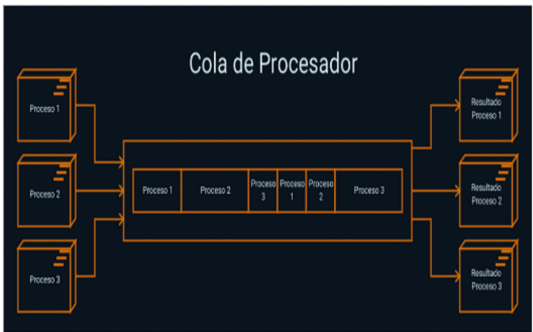 Cola de Procesador
Proceso 1
Proceso 2
Proceso 3
Proceso 1
Proceso 2
Proceso
3
Proceso
1
Proceso
2
Proceso 3
Resultado
Proceso 1
Resultado
Proceso 2
Resultado
Proceso 3